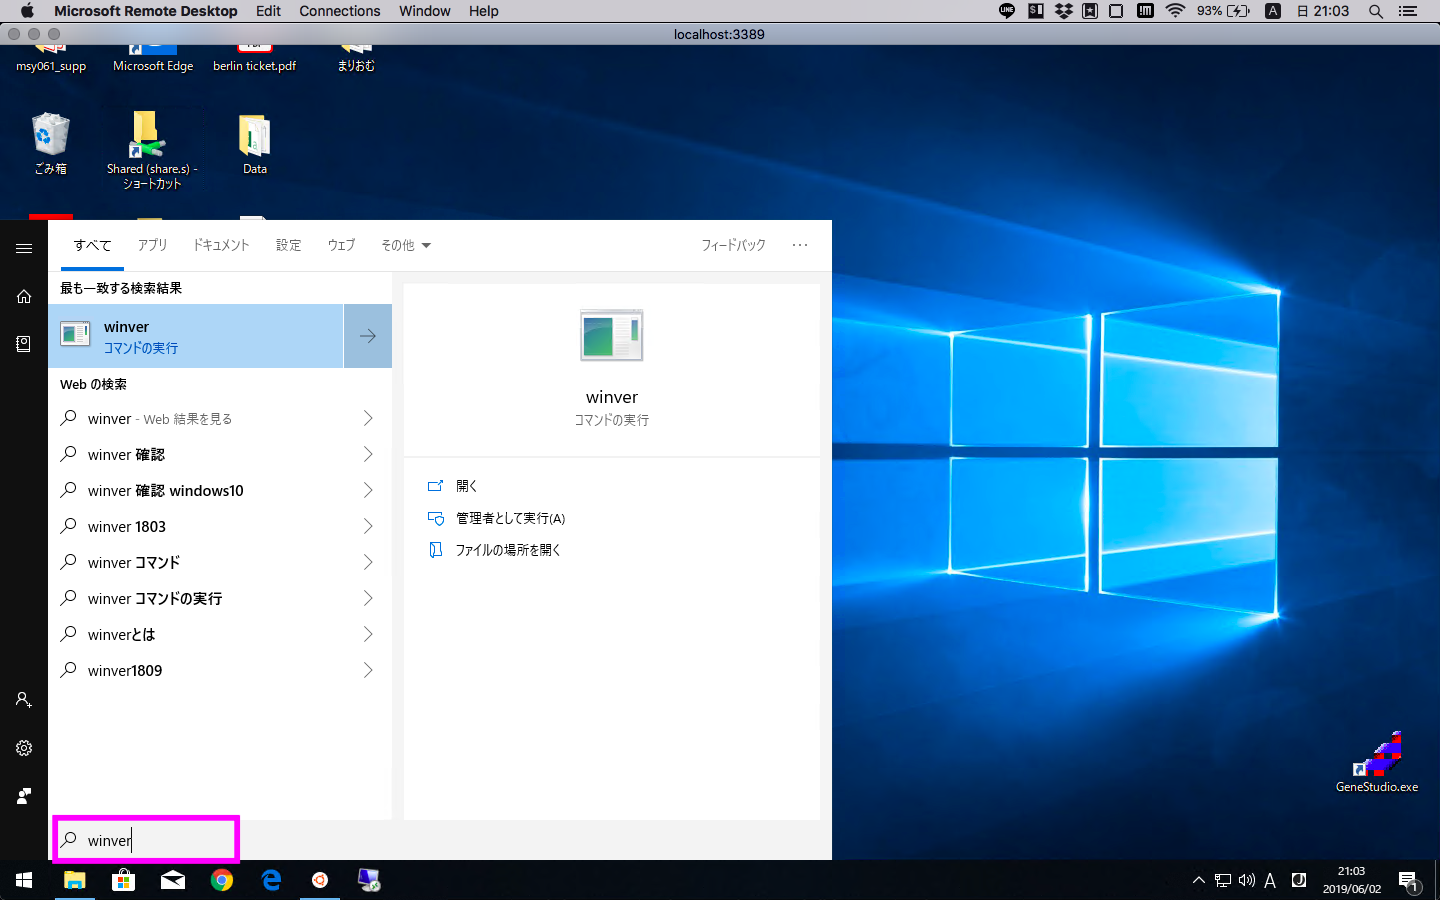 Microsoft Remote Desktop Edit Connections Window Help
LINE
93%
A
日 21:03
localhost:3389
msy061_supp
Microsoft Edge
berlin ticket.pdf
まりおむ
ごみ箱
Shared (share.s) -
ショートカット
Data
すべて アプリ ドキュメント 設定 ウェブ その他
フィードバック ...
最も一致する検索結果
winver
コマンドの実行
Web の検索
winver - Web 結果を見る
winver 確認
winver 確認 windows10
winver 1803
winver コマンド
winver コマンドの実行
winverとは
winver1809
winver
コマンドの実行
開く
管理者として実行(A)
ファイルの場所を開く
GeneStudio.exe
winver
A
J
21:03
2019/06/02
1